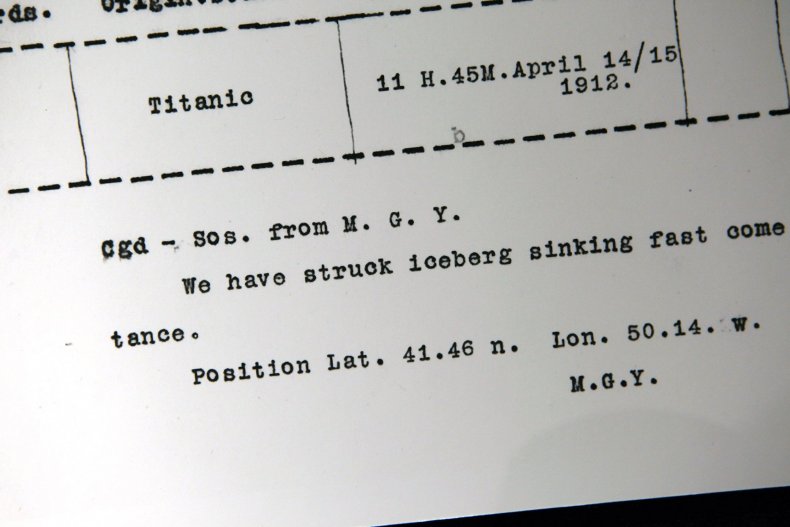 rds. Origin.
Titanic
11 H.45M.April 14/15
1912.
Cgd - Sos. from M. G. Y.
We have struck iceberg sinking fast come
tance.
Position Lat. 41.46 n. Lon. 50.14. w.
M.G.Y.